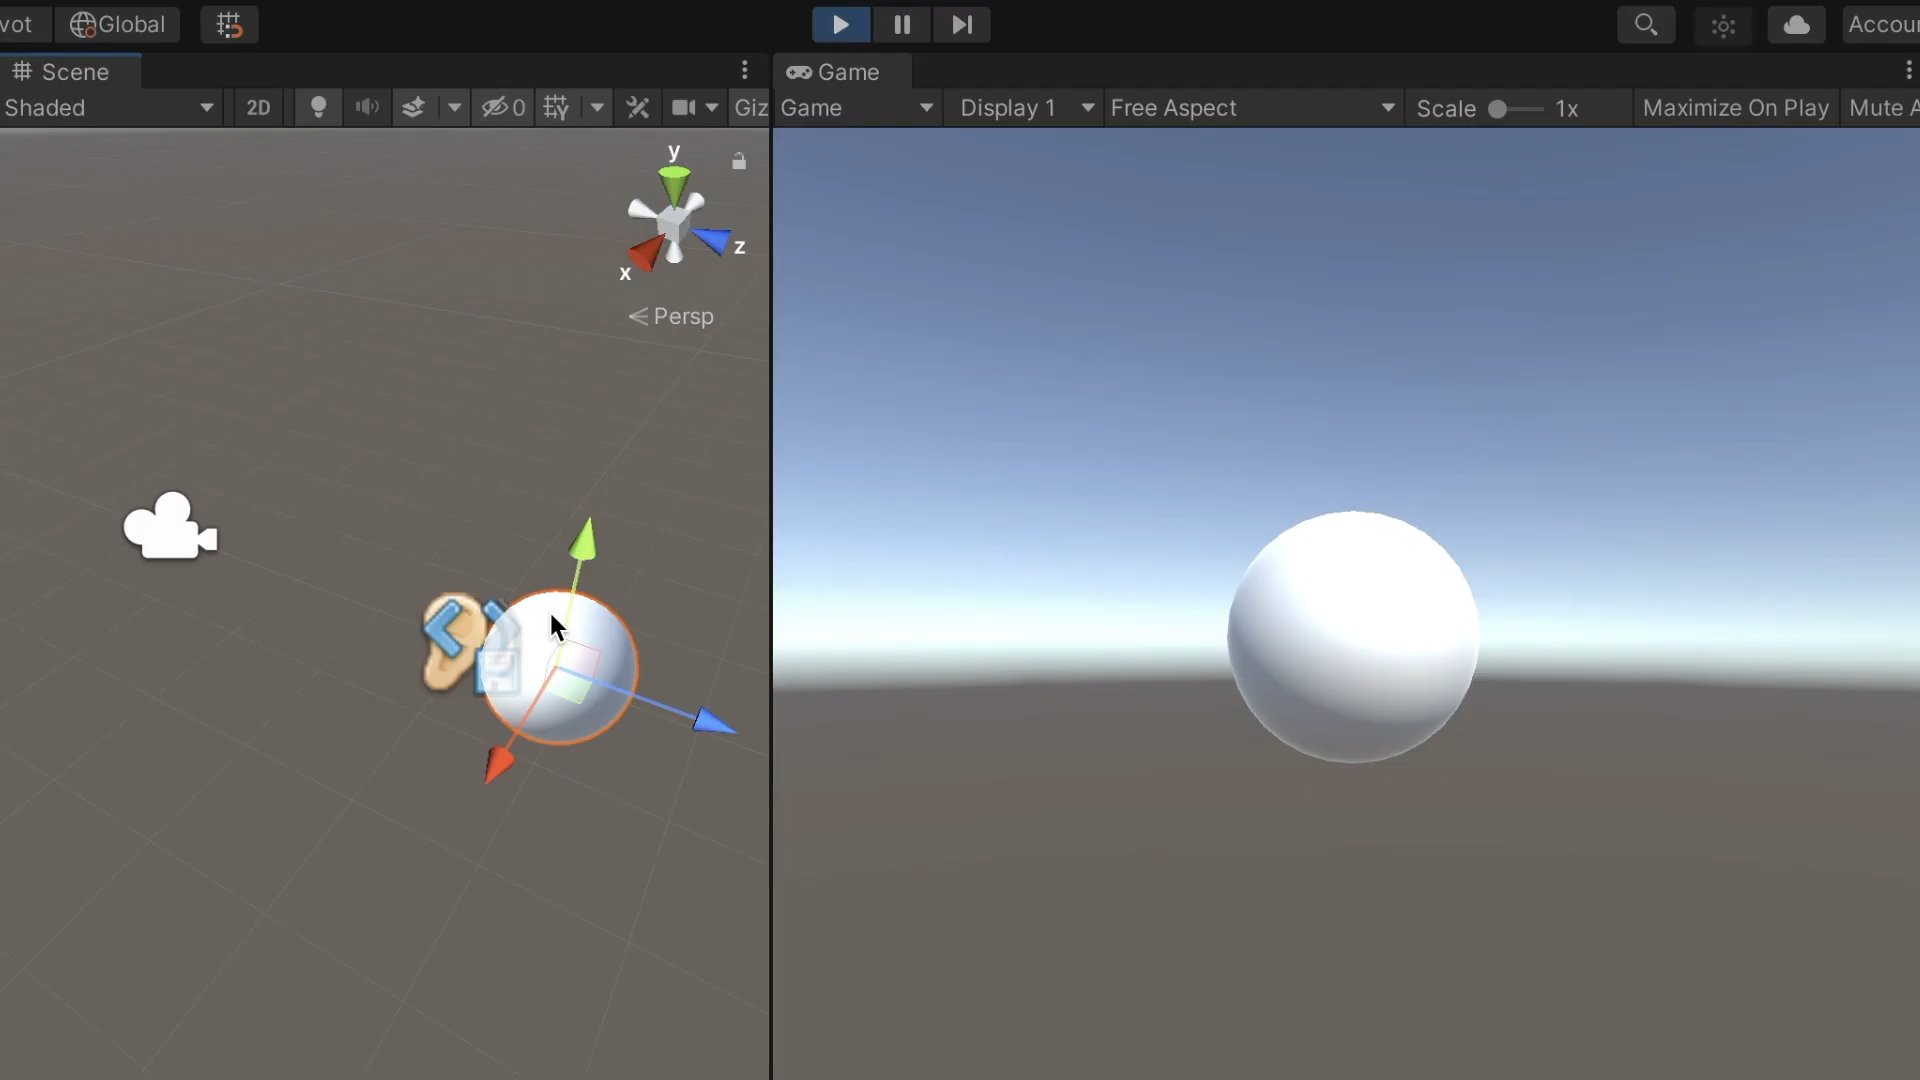 vot Global Accour
Scene
Game
Shaded 2D 0 Giz
Game Display 1 Free Aspect Scale 1x Maximize On Play Mute A
y
z
x
Persp